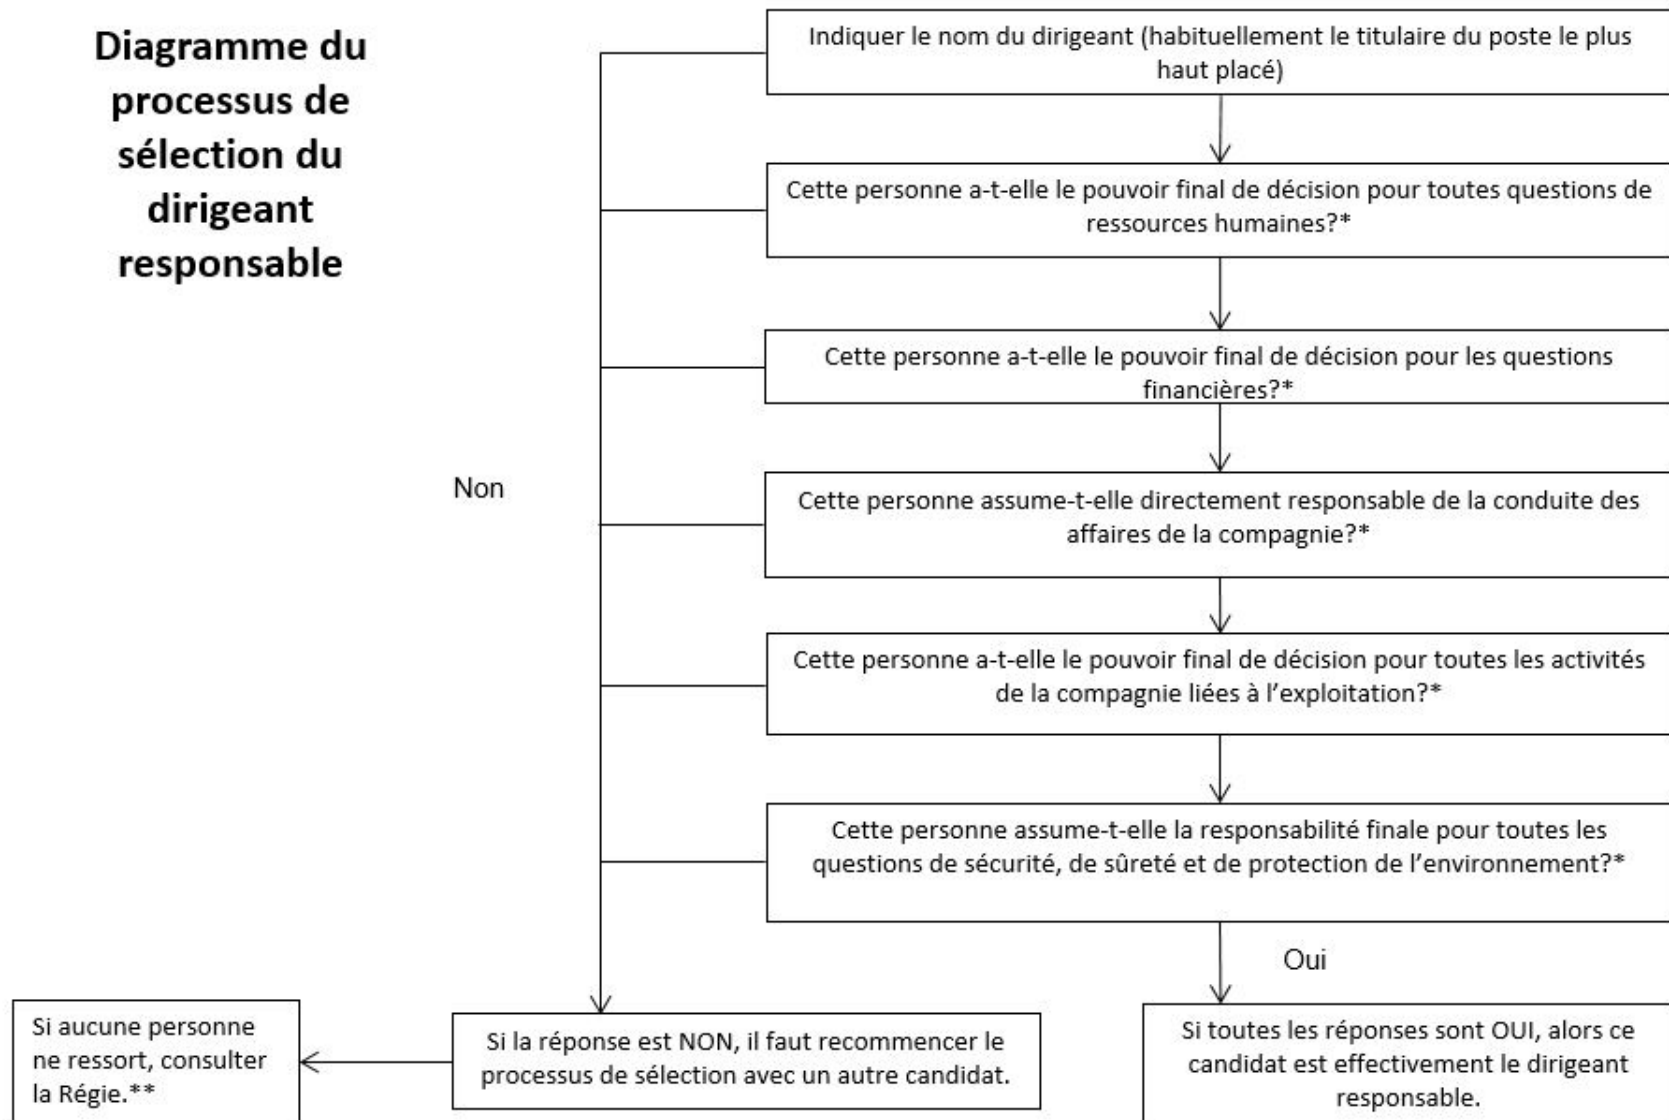 Diagramme du
processus de
sélection du
dirigeant
responsable
Indiquer le nom du dirigeant (habituellement le titulaire du poste le plus
haut placé)
Cette personne a-t-elle le pouvoir final de décision pour toutes questions de
ressources humaines?*
Cette personne a-t-elle le pouvoir final de décision pour les questions
financières?*
Non
Cette personne assume-t-elle directement responsable de la conduite des
affaires de la compagnie?*
Cette personne a-t-elle le pouvoir final de décision pour toutes les activités
de la compagnie liées à l'exploitation?*
Cette personne assume-t-elle la responsabilité finale pour toutes les
questions de sécurité, de sûreté et de protection de l'environnement?*
Oui
Si aucune personne
ne ressort, consulter
la Régie.**
Si la réponse est NON, il faut recommencer le
processus de sélection avec un autre candidat.
Si toutes les réponses sont OUI, alors ce
candidat est effectivement le dirigeant
responsable.